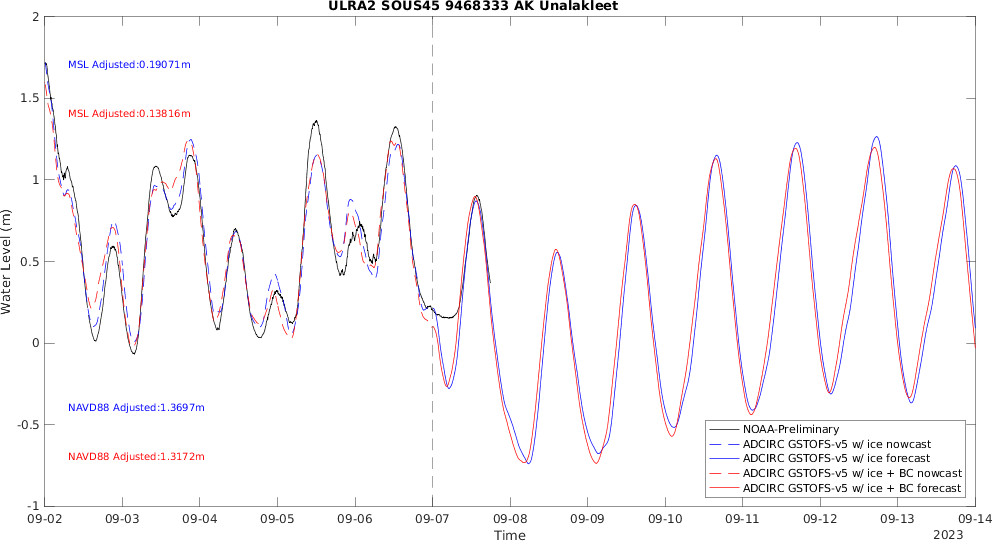 ULRA2 SOUS45 9468333 AK Unalakleet
MSL Adjusted:0.19071m
MSL Adjusted:0.13816m
NAVD88 Adjusted:1.3697m
NAVD88 Adjusted:1.3172m
Water Level (m)
2
1.5
1
0.5
0
-0.5
-1
NOAA-Preliminary
ADCIRC GSTOFS-v5 w/ ice nowcast
ADCIRC GSTOFS-v5 w/ ice forecast
ADCIRC GSTOFS-v5 w/ ice + BC nowcast
ADCIRC GSTOFS-v5 w/ ice + BC forecast
09-02 09-03 09-04 09-05 09-06 09-07 09-08 09-09 09-10 09-11 09-12 09-13 09-14
Time
2023